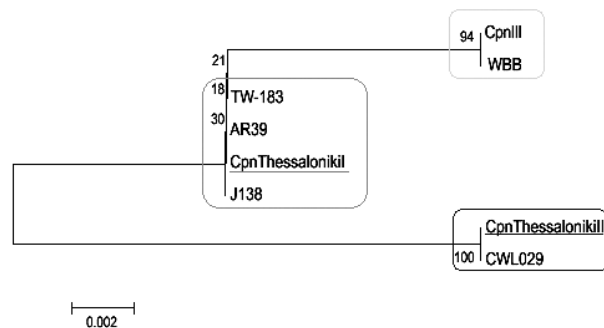 94
CpnIII
WBB
21
18
TW-183
30
AR39
CpnThessalonikiI
J138
CpnThessalonikiII
100
CWL029
0.002